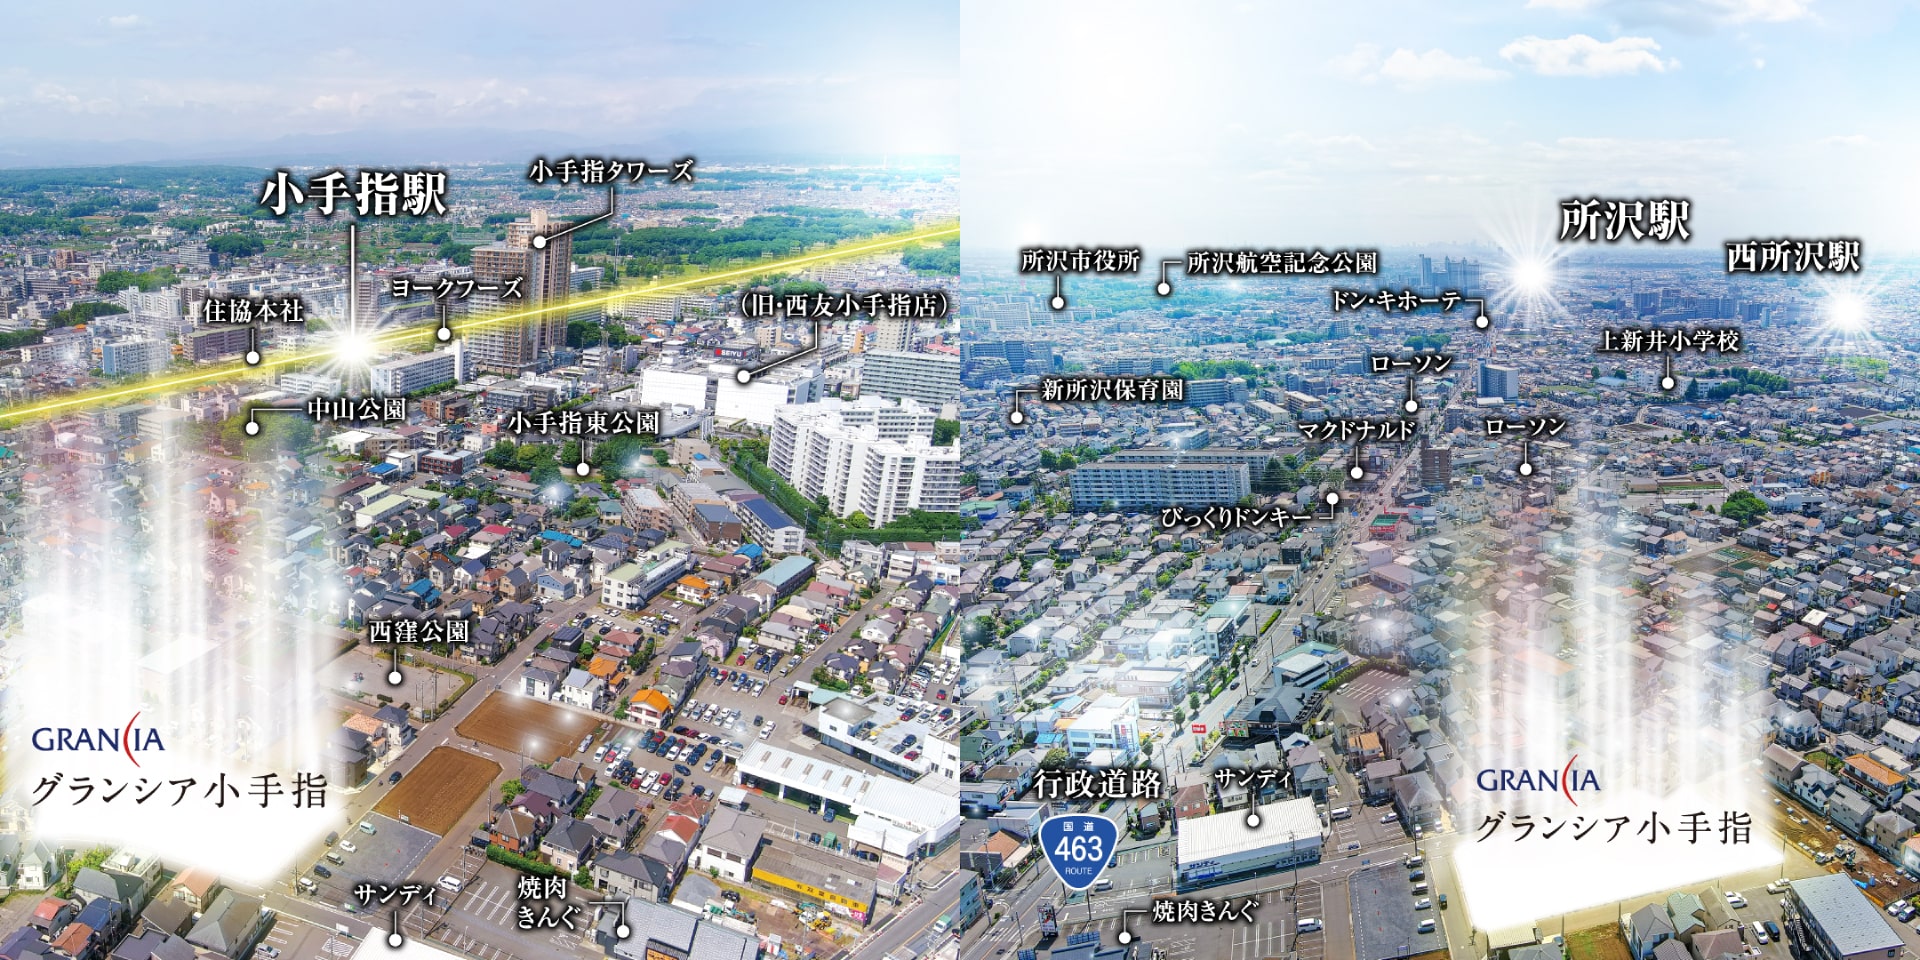 小手指タワーズ
小手指駅
ヨークフーズ
住協本社
(旧・西友小手指店)
SEIYU
中山公園
小手指東公園
西窪公園
GRANCIA
グランシア小手指
サンディ
焼肉
きんぐ
所沢駅
西所沢駅
所沢市役所
所沢航空記念公園
ドン・キホーテ
上新井小学校
ローソン
新所沢保育園
マクドナルド
ローソン
びっくりドンキー
行政道路
サンディ
国道
463
ROUTE
GRANCIA
グランシア小手指
焼肉きんぐ